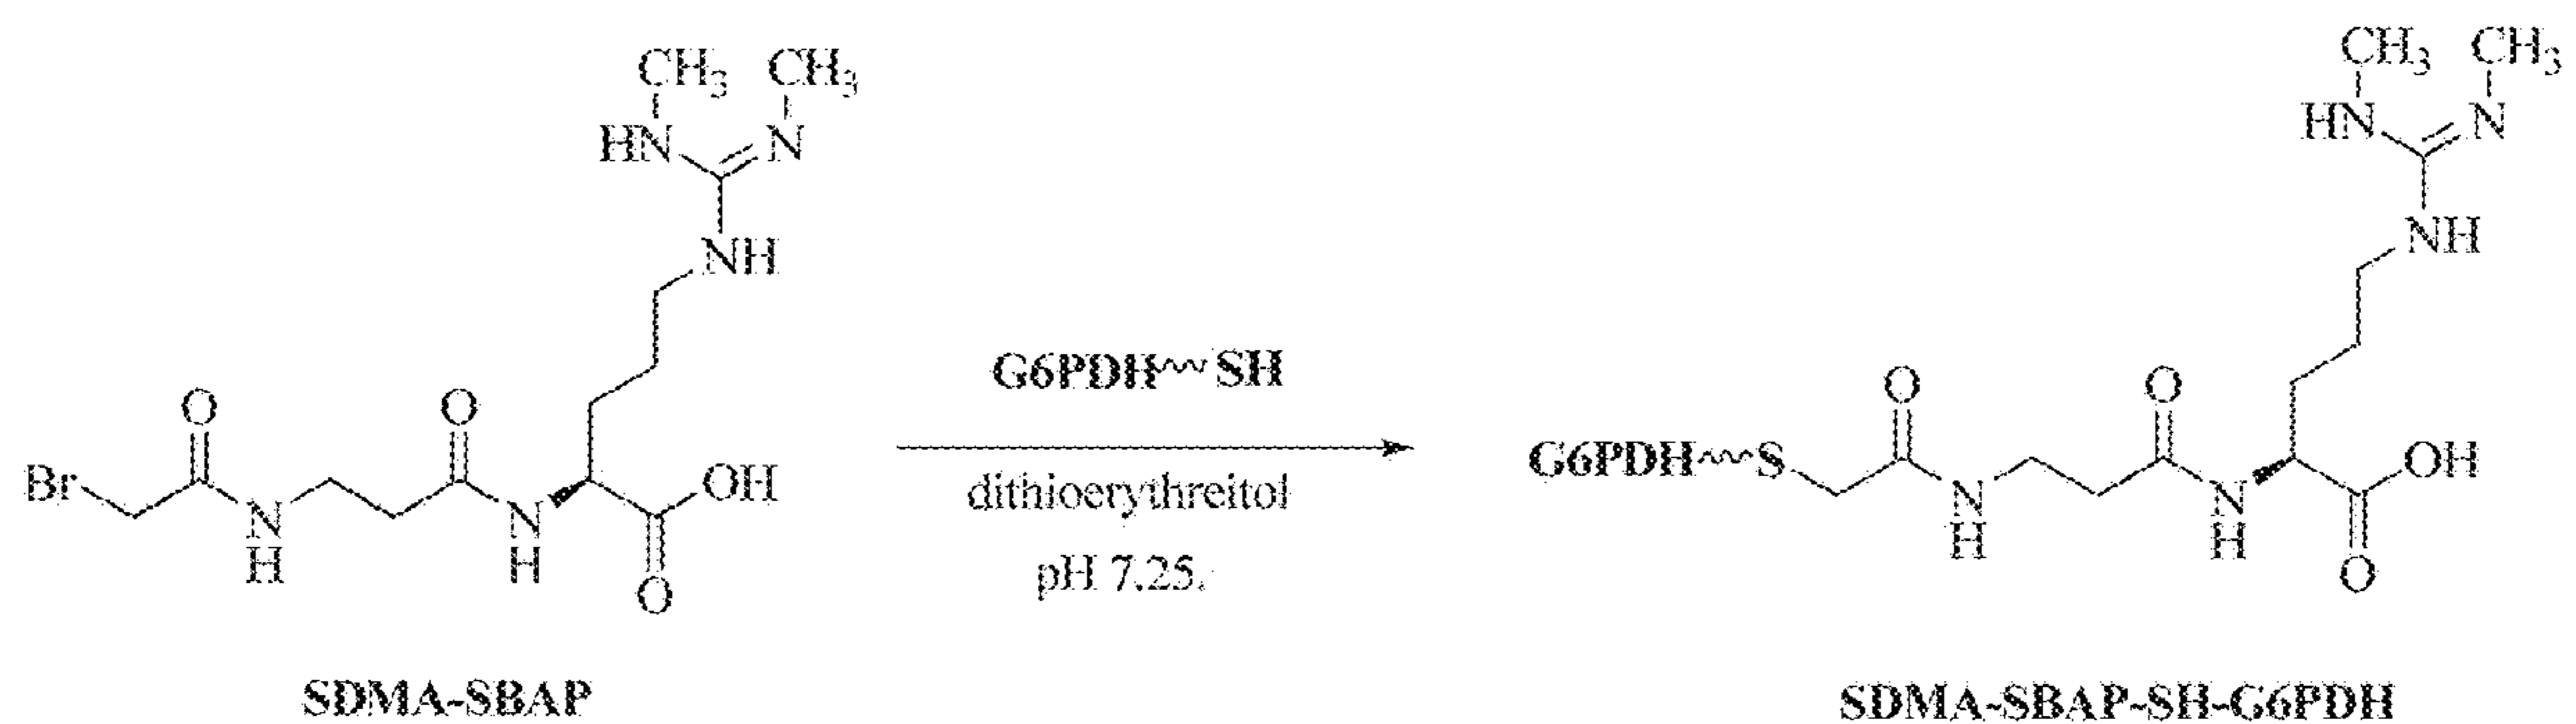 CH3 CH3
HN N
NH
O O
Br N H N H OH
O
SDMA-SBAP
G6PDH~~SH
dithioerythreitol
pH 7.25.
CH3 CH3
HN N
NH
O O
G6PDH~~S N H N H OH
O
SDMA-SBAP-SH-G6PDH